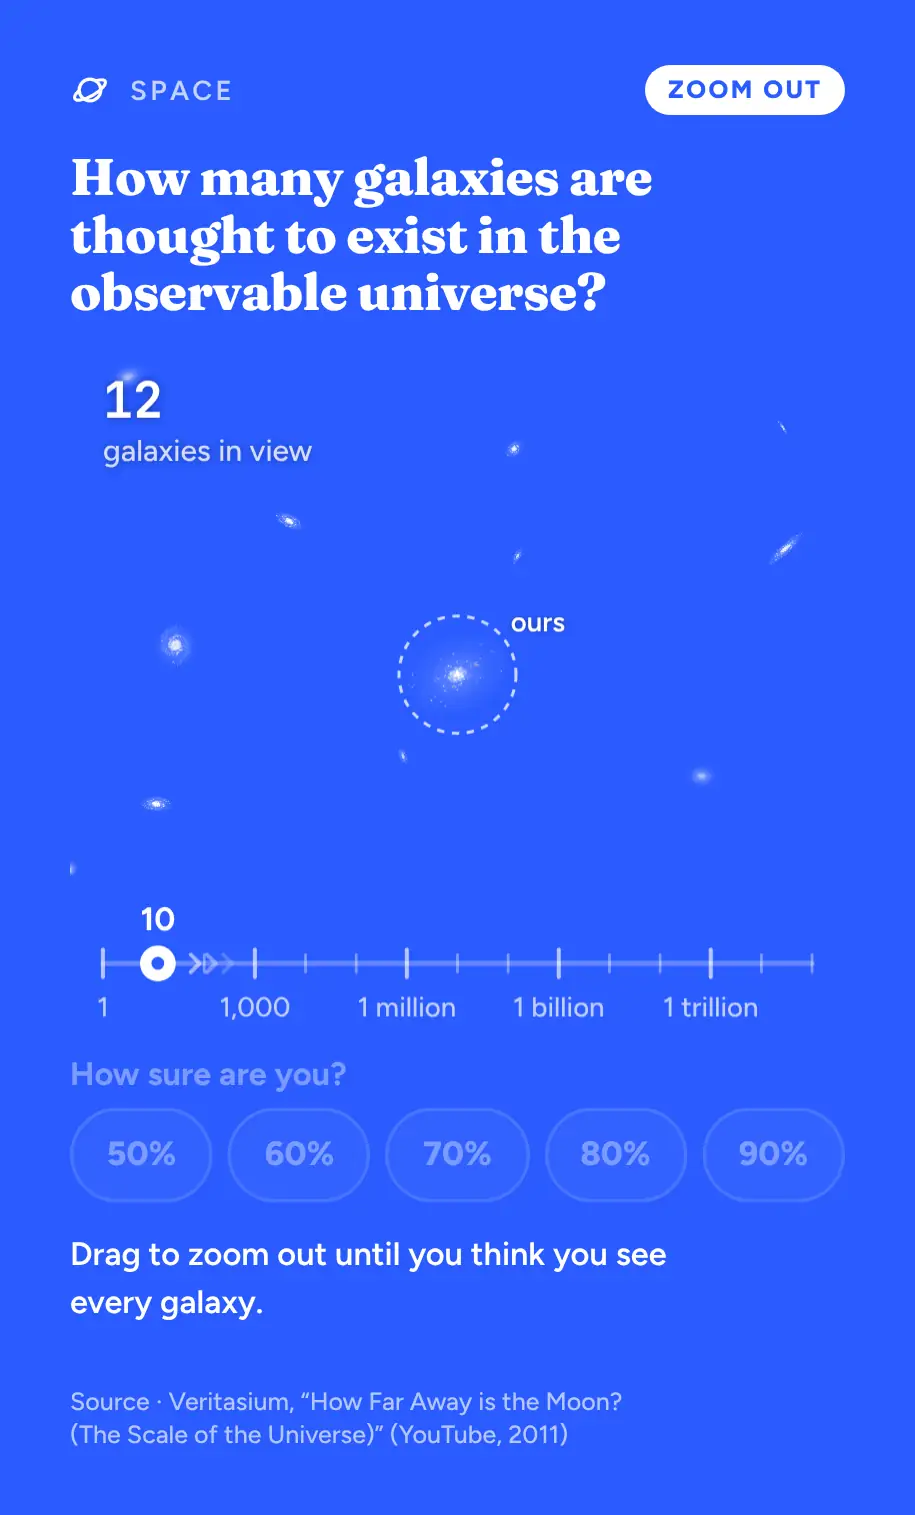 SPACE
ZOOM OUT
How many galaxies are
thought to exist in the
observable universe?
12
galaxies in view
ours
10
1
1,000
1 million
1 billion
1 trillion
How sure are you?
50%
60%
70%
80%
90%
Drag to zoom out until you think you see
every galaxy.
Source · Veritasium, “How Far Away is the Moon?
(The Scale of the Universe)” (YouTube, 2011)